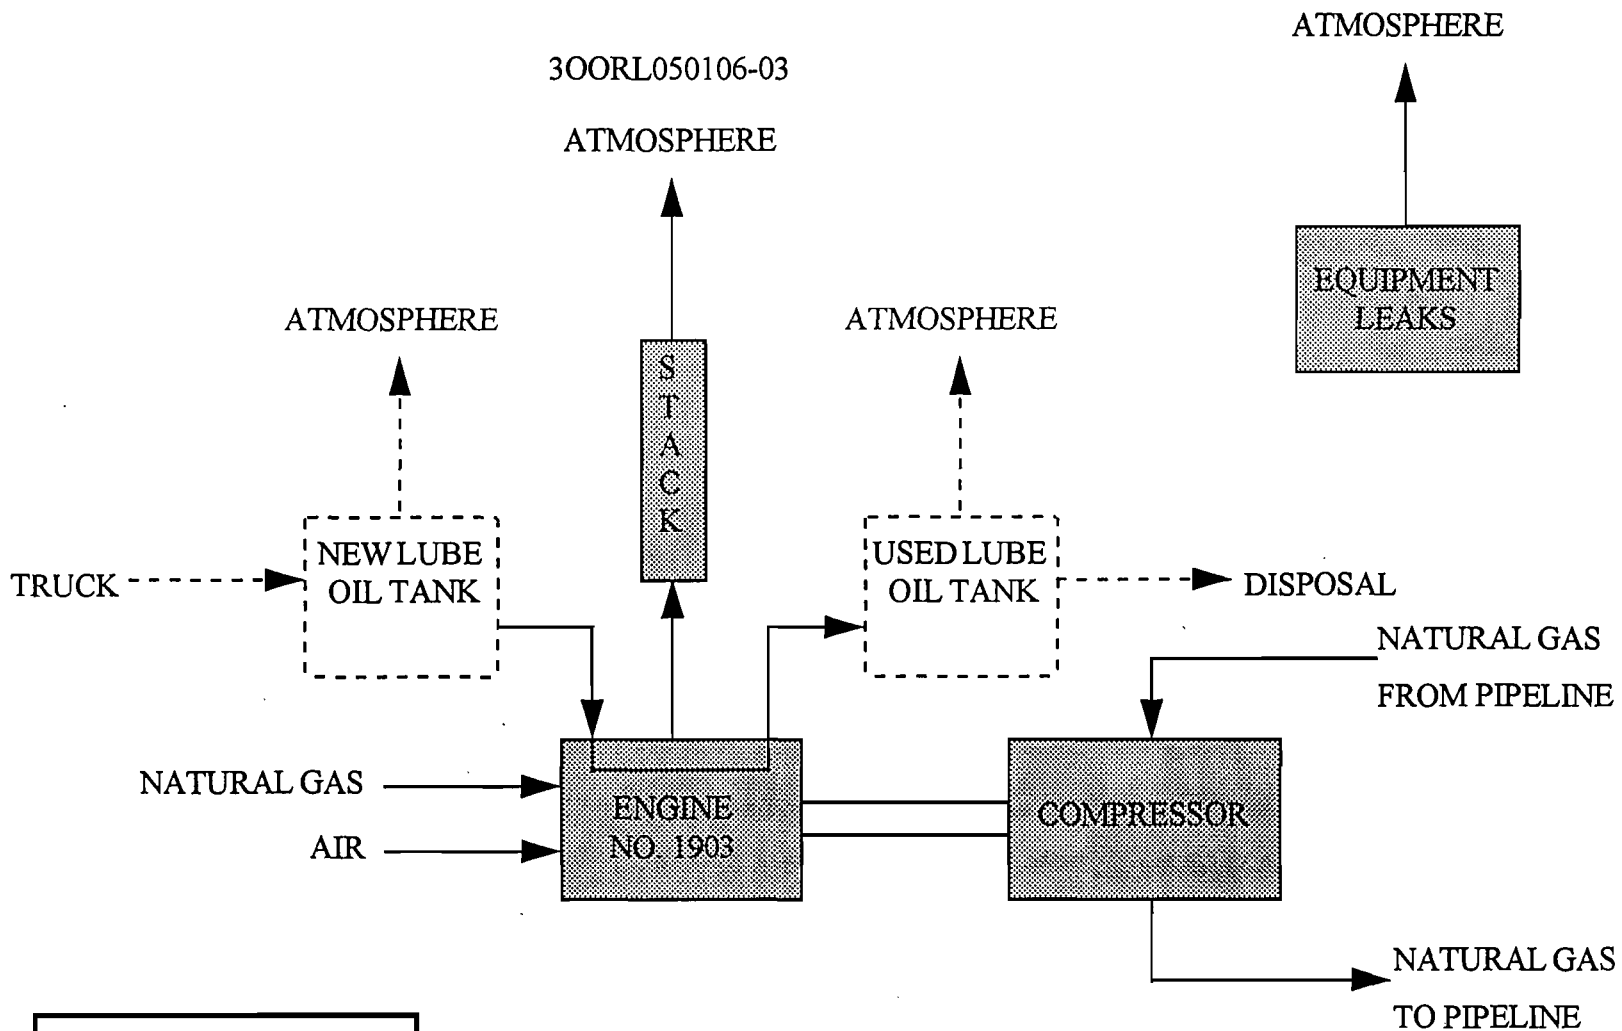 ATMOSPHERE
3OORL050106-03
ATMOSPHERE
EQUIPMENT
LEAKS
ATMOSPHERE
ATMOSPHERE
S
T
A
C
K
NEW LUBE
OIL TANK
USED LUBE
OIL TANK
TRUCK
DISPOSAL
NATURAL GAS
FROM PIPELINE
NATURAL GAS
AIR
ENGINE
NO. 1903
COMPRESSOR
NATURAL GAS
TO PIPELINE